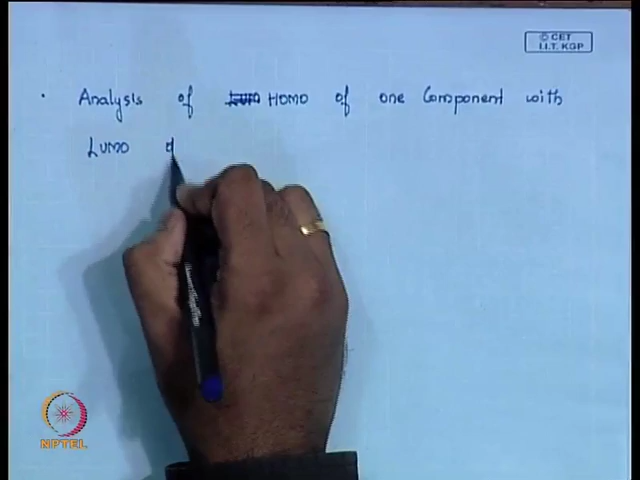 © CET
I.I.T. KGP
• Analysis of HOMO of one Component with
LUMO
NPTEL